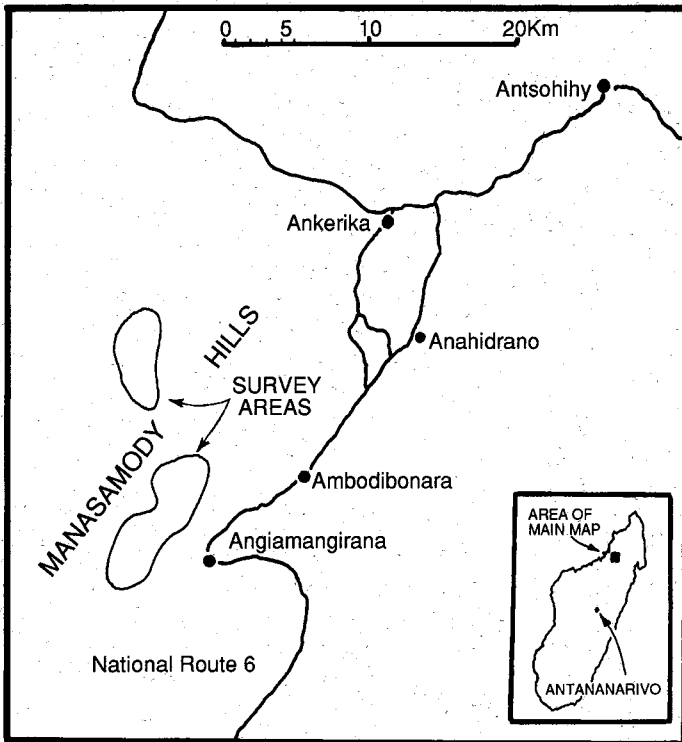 0 5 10 20Km
Antsohihy
Ankerika
HILLS
Anahidrano
SURVEY
AREAS
MANASAMODY
Ambodibonara
Angiamangirana
National Route 6
AREA OF
MAIN MAP
ANTANANARIVO